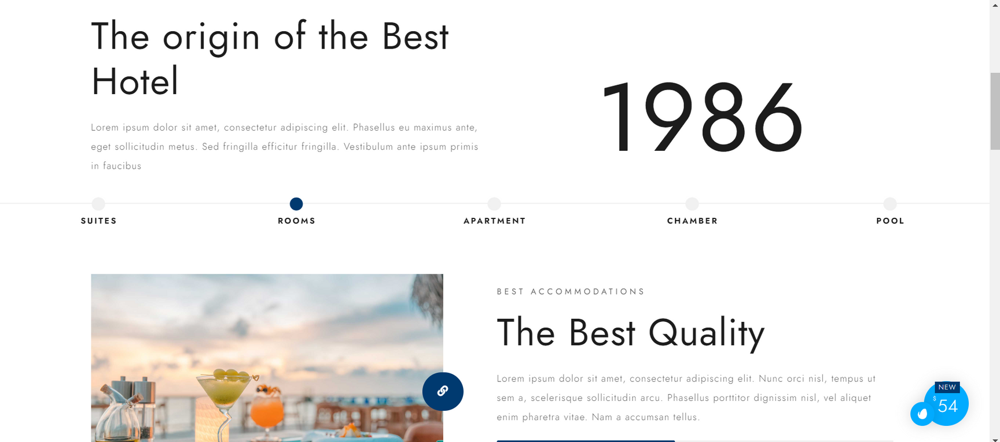 The origin of the Best
Hotel
1986
Lorem ipsum dolor sit amet, consectetur adipiscing elit. Phasellus eu maximus ante,
eget sollicitudin metus. Sed fringilla efficitur fringilla. Vestibulum ante ipsum primis
in faucibus
SUITES
ROOMS
APARTMENT
CHAMBER
POOL
BEST ACCOMMODATIONS
The Best Quality
Lorem ipsum dolor sit amet, consectetur adipiscing elit. Nunc orci nisl, tempus ut
sem a, scelerisque sollicitudin arcu. Phasellus porttitor dignissim nisl, vel aliquet
enim pharetra vitae. Nam a accumsan tellus.
NEW
$54